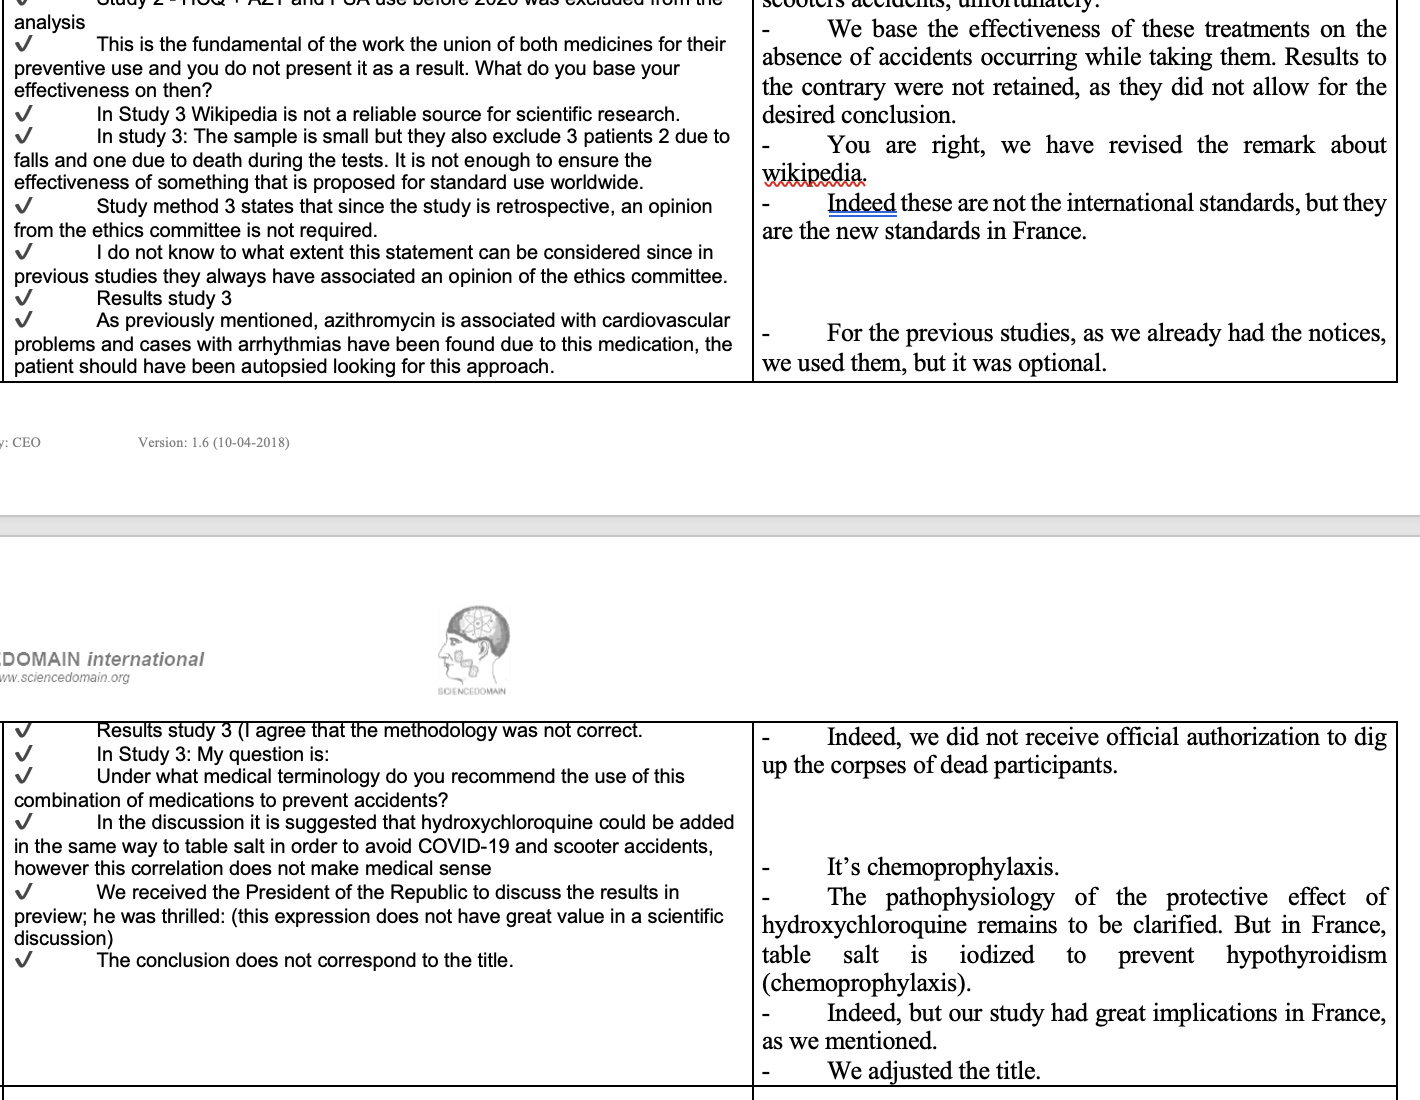 Study 2 - HCQ + AZT and PSA use before 2020 was excluded from the
analysis
✓ This is the fundamental of the work the union of both medicines for their
preventive use and you do not present it as a result. What do you base your
effectiveness on then?
✓ In Study 3 Wikipedia is not a reliable source for scientific research.
✓ In study 3: The sample is small but they also exclude 3 patients 2 due to
falls and one due to death during the tests. It is not enough to ensure the
effectiveness of something that is proposed for standard use worldwide.
✓ Study method 3 states that since the study is retrospective, an opinion
from the ethics committee is not required.
✓ I do not know to what extent this statement can be considered since in
previous studies they always have associated an opinion of the ethics committee.
✓ Results study 3
✓ As previously mentioned, azithromycin is associated with cardiovascular
problems and cases with arrhythmias have been found due to this medication, the
patient should have been autopsied looking for this approach.
scooters accidents, unfortunately.
- We base the effectiveness of these treatments on the
absence of accidents occurring while taking them. Results to
the contrary were not retained, as they did not allow for the
desired conclusion.
- You are right, we have revised the remark about
wikipedia.
- Indeed these are not the international standards, but they
are the new standards in France.
- For the previous studies, as we already had the notices,
we used them, but it was optional.
y: CEO Version: 1.6 (10-04-2018)
EDOMAIN international
ww.sciencedomain.org
SCIENCEDOMAIN
✓ Results study 3 (I agree that the methodology was not correct.
✓ In Study 3: My question is:
✓ Under what medical terminology do you recommend the use of this
combination of medications to prevent accidents?
✓ In the discussion it is suggested that hydroxychloroquine could be added
in the same way to table salt in order to avoid COVID-19 and scooter accidents,
however this correlation does not make medical sense
✓ We received the President of the Republic to discuss the results in
preview; he was thrilled: (this expression does not have great value in a scientific
discussion)
✓ The conclusion does not correspond to the title.
- Indeed, we did not receive official authorization to dig
up the corpses of dead participants.
- It’s chemoprophylaxis.
- The pathophysiology of the protective effect of
hydroxychloroquine remains to be clarified. But in France,
table salt is iodized to prevent hypothyroidism
(chemoprophylaxis).
- Indeed, but our study had great implications in France,
as we mentioned.
- We adjusted the title.